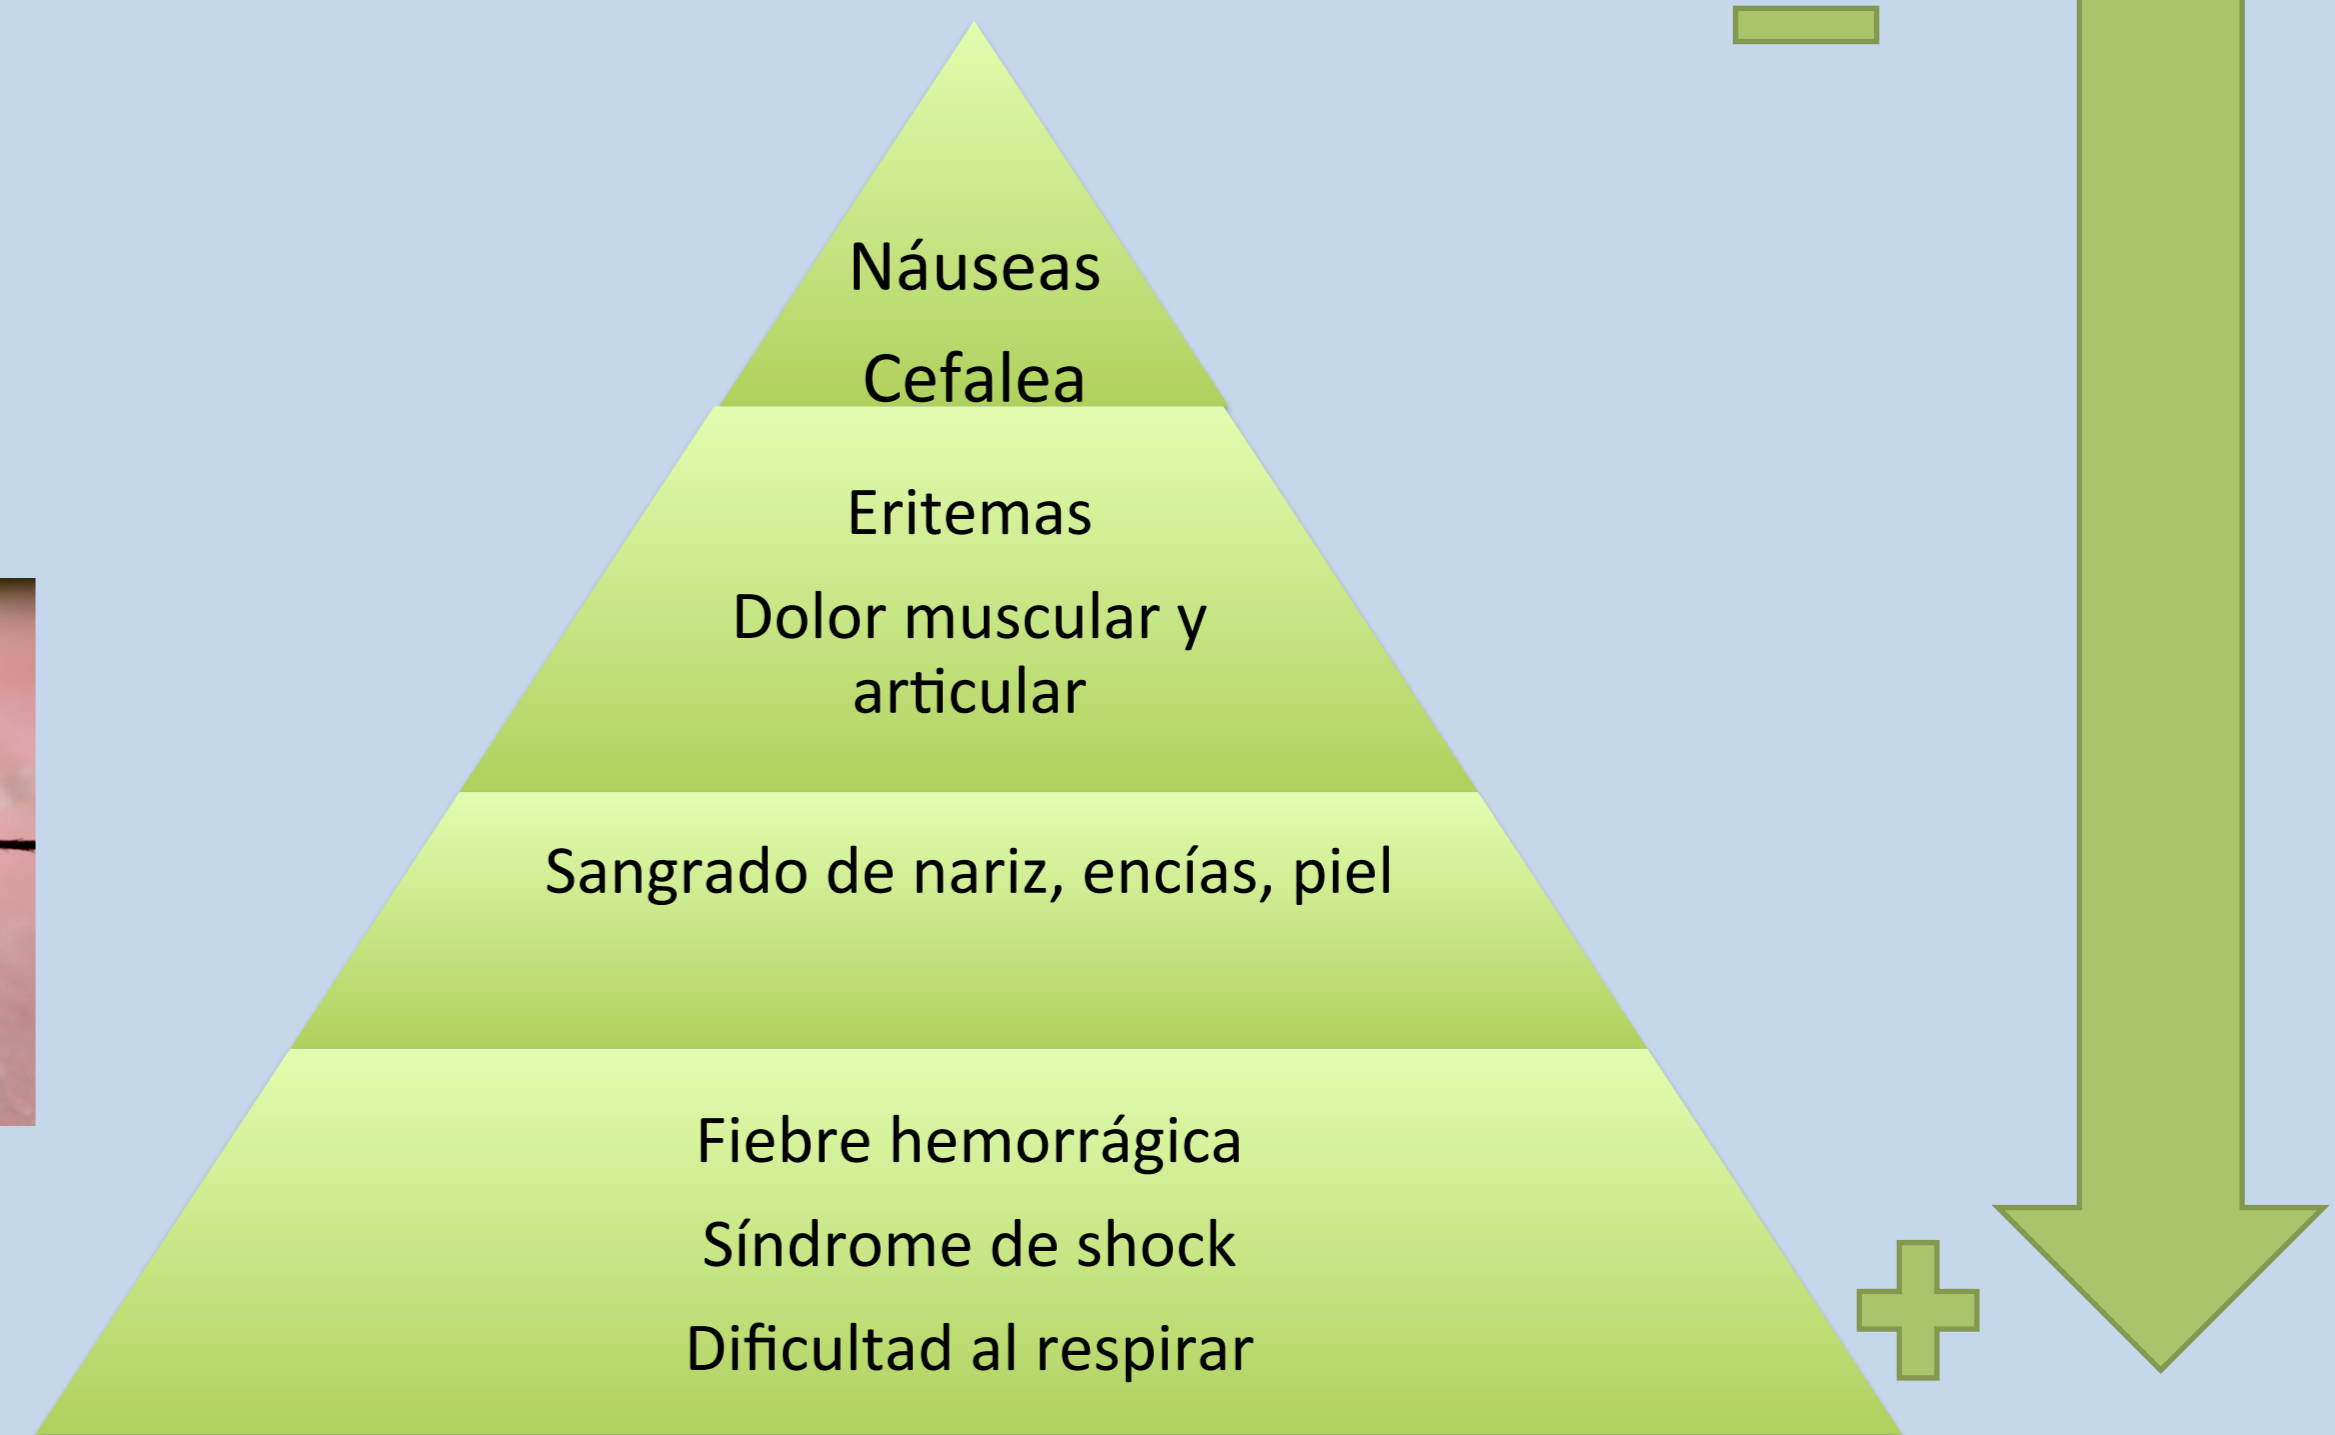 Náuseas
Cefalea
Eritemas
Dolor muscular y
articular
Sangrado de nariz, encías, piel
Fiebre hemorrágica
Síndrome de shock
Dificultad al respirar